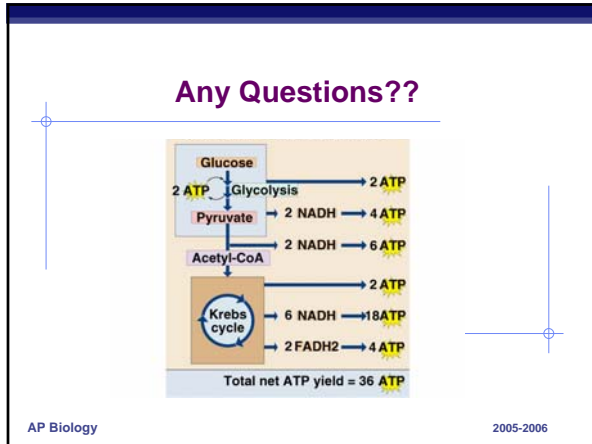 Any Questions??
Glucose
2 ATP Glycolysis 2 ATP
Pyruvate 2 NADH 4 ATP
2 NADH 6 ATP
Acetyl-CoA
2 ATP
Krebs cycle 6 NADH 18 ATP
2 FADH2 4 ATP
Total net ATP yield = 36 ATP
AP Biology 2005-2006